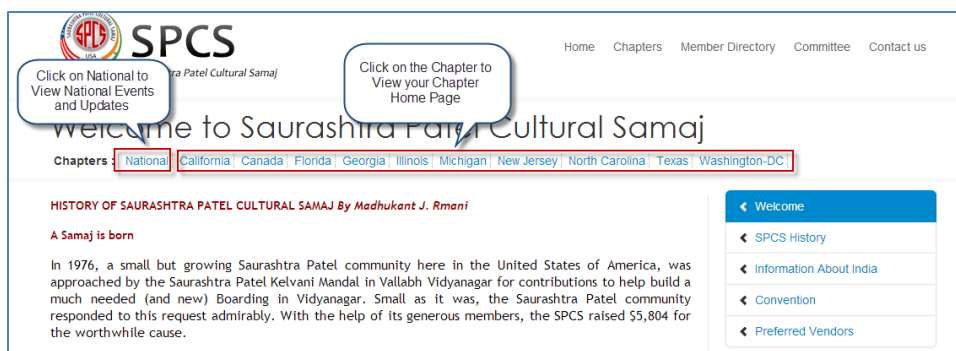 SAURASHTRA PATEL CULTURAL SAMAJ
SPCS
USA
SPCS
tra Patel Cultural Samaj
Home Chapters Member Directory Committee Contact us
Click on National to
View National Events
and Updates
Click on the Chapter to
View your Chapter
Home Page
Welcome to Saurashtra Patel Cultural Samaj
Chapters : National California Canada Florida Georgia Illinois Michigan New Jersey North Carolina Texas Washington-DC
HISTORY OF SAURASHTRA PATEL CULTURAL SAMAJ By Madhukant J. Rmani
A Samaj is born
In 1976, a small but growing Saurashtra Patel community here in the United States of America, was
approached by the Saurashtra Patel Kelvani Mandal in Vallabh Vidyanagar for contributions to help build a
much needed (and new) Boarding in Vidyanagar. Small as it was, the Saurashtra Patel community
responded to this request admirably. With the help of its generous members, the SPCS raised $5,804 for
the worthwhile cause.
Welcome
SPCS History
Information About India
Convention
Preferred Vendors